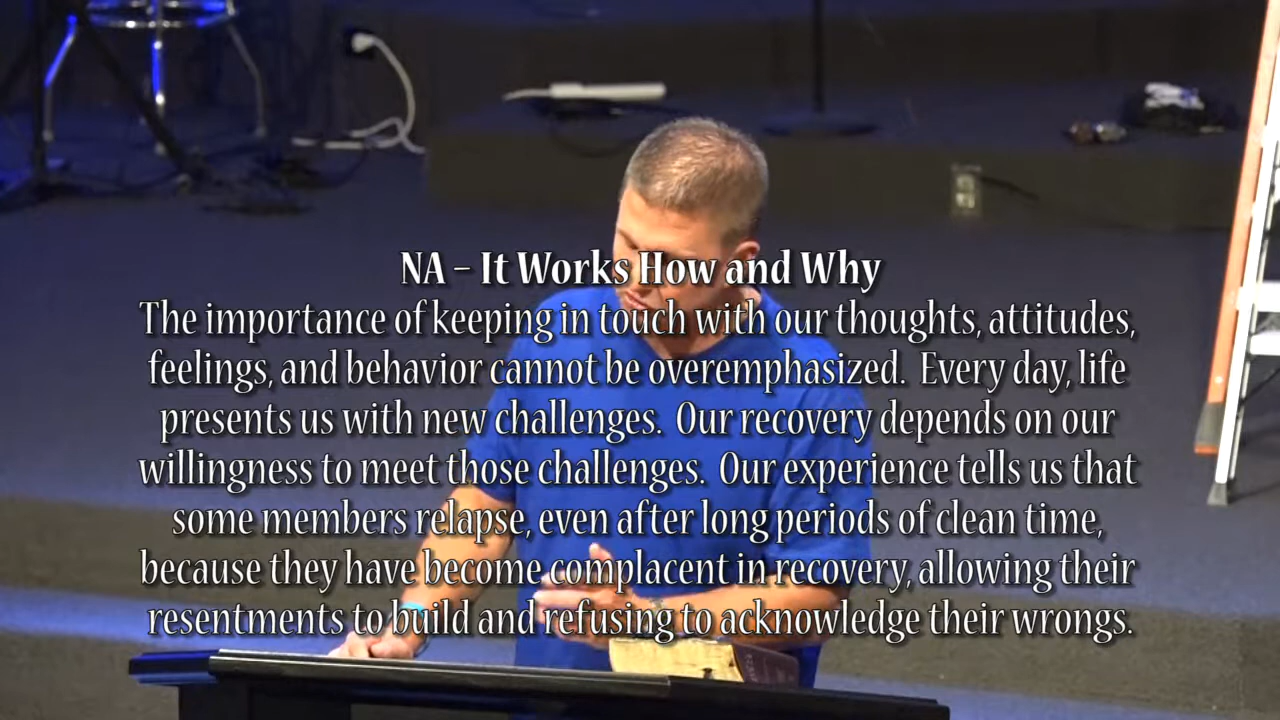 NA – It Works How and Why
The importance of keeping in touch with our thoughts, attitudes,
feelings, and behavior cannot be overemphasized.  Every day, life
presents us with new challenges.  Our recovery depends on our
willingness to meet those challenges.  Our experience tells us that
some members relapse, even after long periods of clean time,
because they have become complacent in recovery, allowing their
resentments to build and refusing to acknowledge their wrongs.